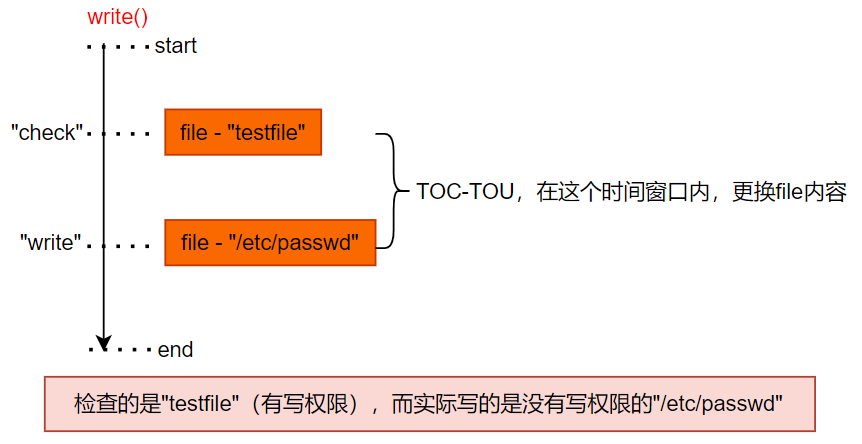 write()
start
"check"
file - "testfile"
TOC-TOU，在这个时间窗口内，更换file内容
"write"
file - "/etc/passwd"
end
检查的是"testfile"（有写权限），而实际写的是没有写权限的"/etc/passwd"